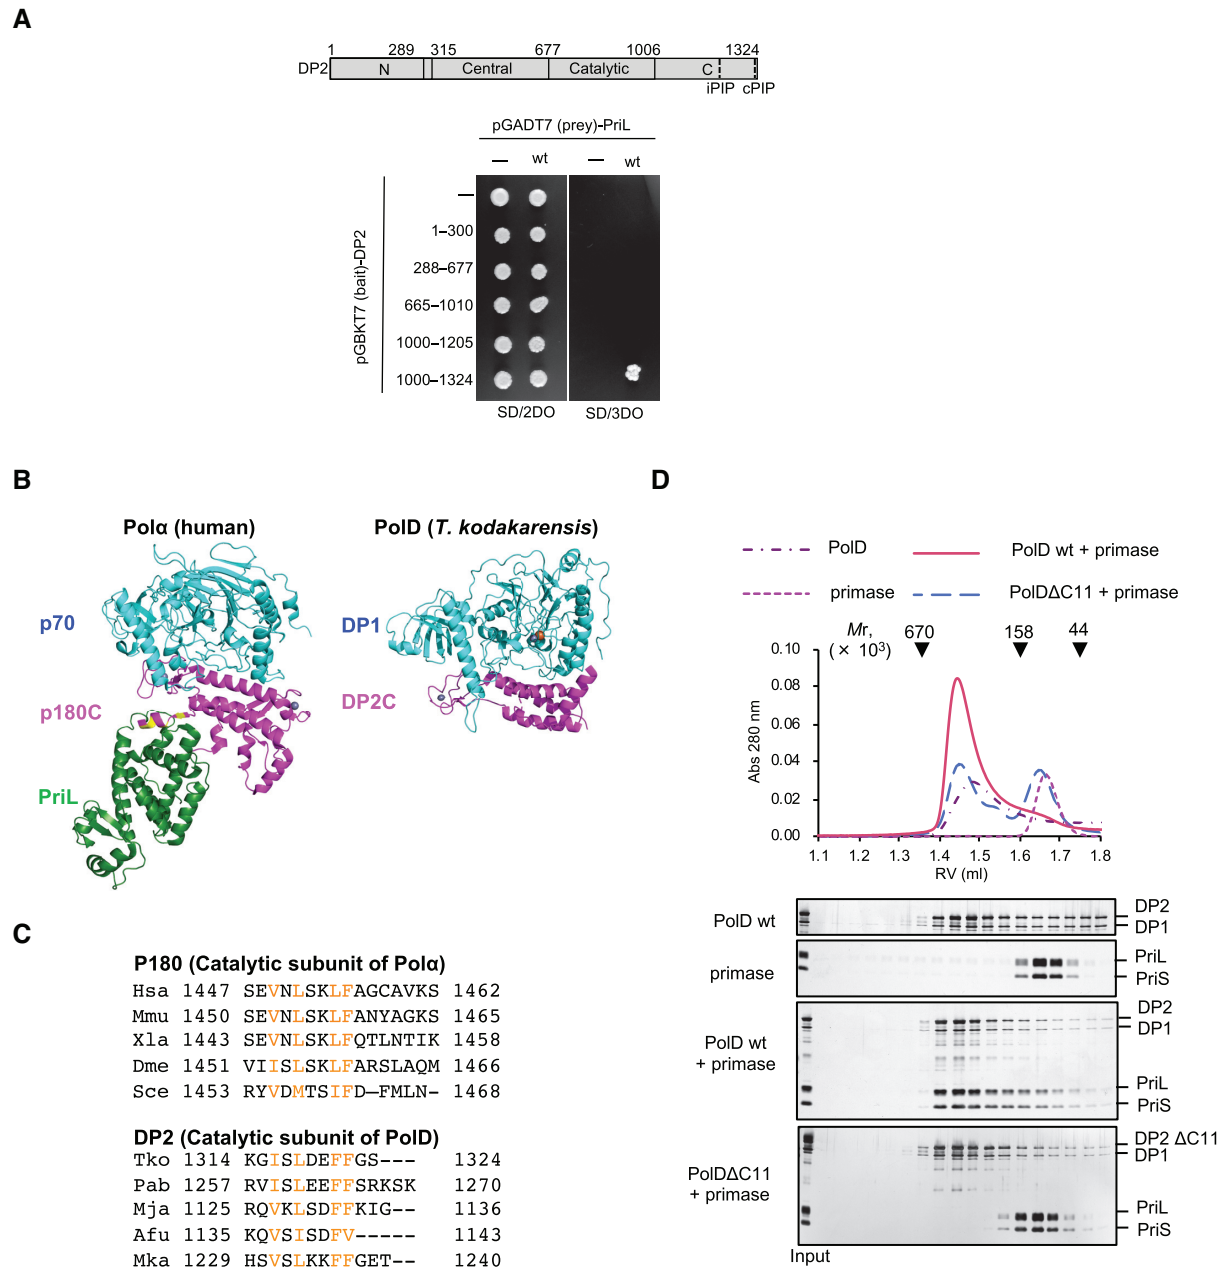 A
1 289 315 677 1006 1324
DP2 N Central Catalytic C
iPIP cPIP
pGADT7 (prey)-PriL
— wt — wt
pGBKT7 (bait)-DP2
—
1–300
288–677
665–1010
1000–1205
1000–1324
SD/2DO SD/3DO
B
Polα (human)
p70
p180C
PriL
PolD (T. kodakarensis)
DP1
DP2C
C
P180 (Catalytic subunit of Polα)
Hsa 1447 SEVNLSKLFAGCAVKS 1462
Mmu 1450 SEVNLSKLFANYAGKS 1465
Xla 1443 SEVNLSKLFQTLNTIK 1458
Dme 1451 VIISLSKLFARSLAQM 1466
Sce 1453 RYVDMTSIFD–FMLN- 1468
DP2 (Catalytic subunit of PolD)
Tko 1314 KGISLDEFFGS--- 1324
Pab 1257 RVISLEEFFSRKSK 1270
Mja 1125 RQVKLSDFFKIG-- 1136
Afu 1135 KQVSISDFV----- 1143
Mka 1229 HSVSLKKFFGET-- 1240
D
PolD PolD wt + primase
primase PolDΔC11 + primase
Mr,
(× 10³)
670 158 44
Abs 280 nm
0.10
0.08
0.06
0.04
0.02
0.00
1.1 1.2 1.3 1.4 1.5 1.6 1.7 1.8
RV (ml)
PolD wt
DP2
DP1
primase
PriL
PriS
PolD wt
+ primase
DP2
DP1
PriL
PriS
PolDΔC11
+ primase
DP2 ΔC11
DP1
PriL
PriS
Input